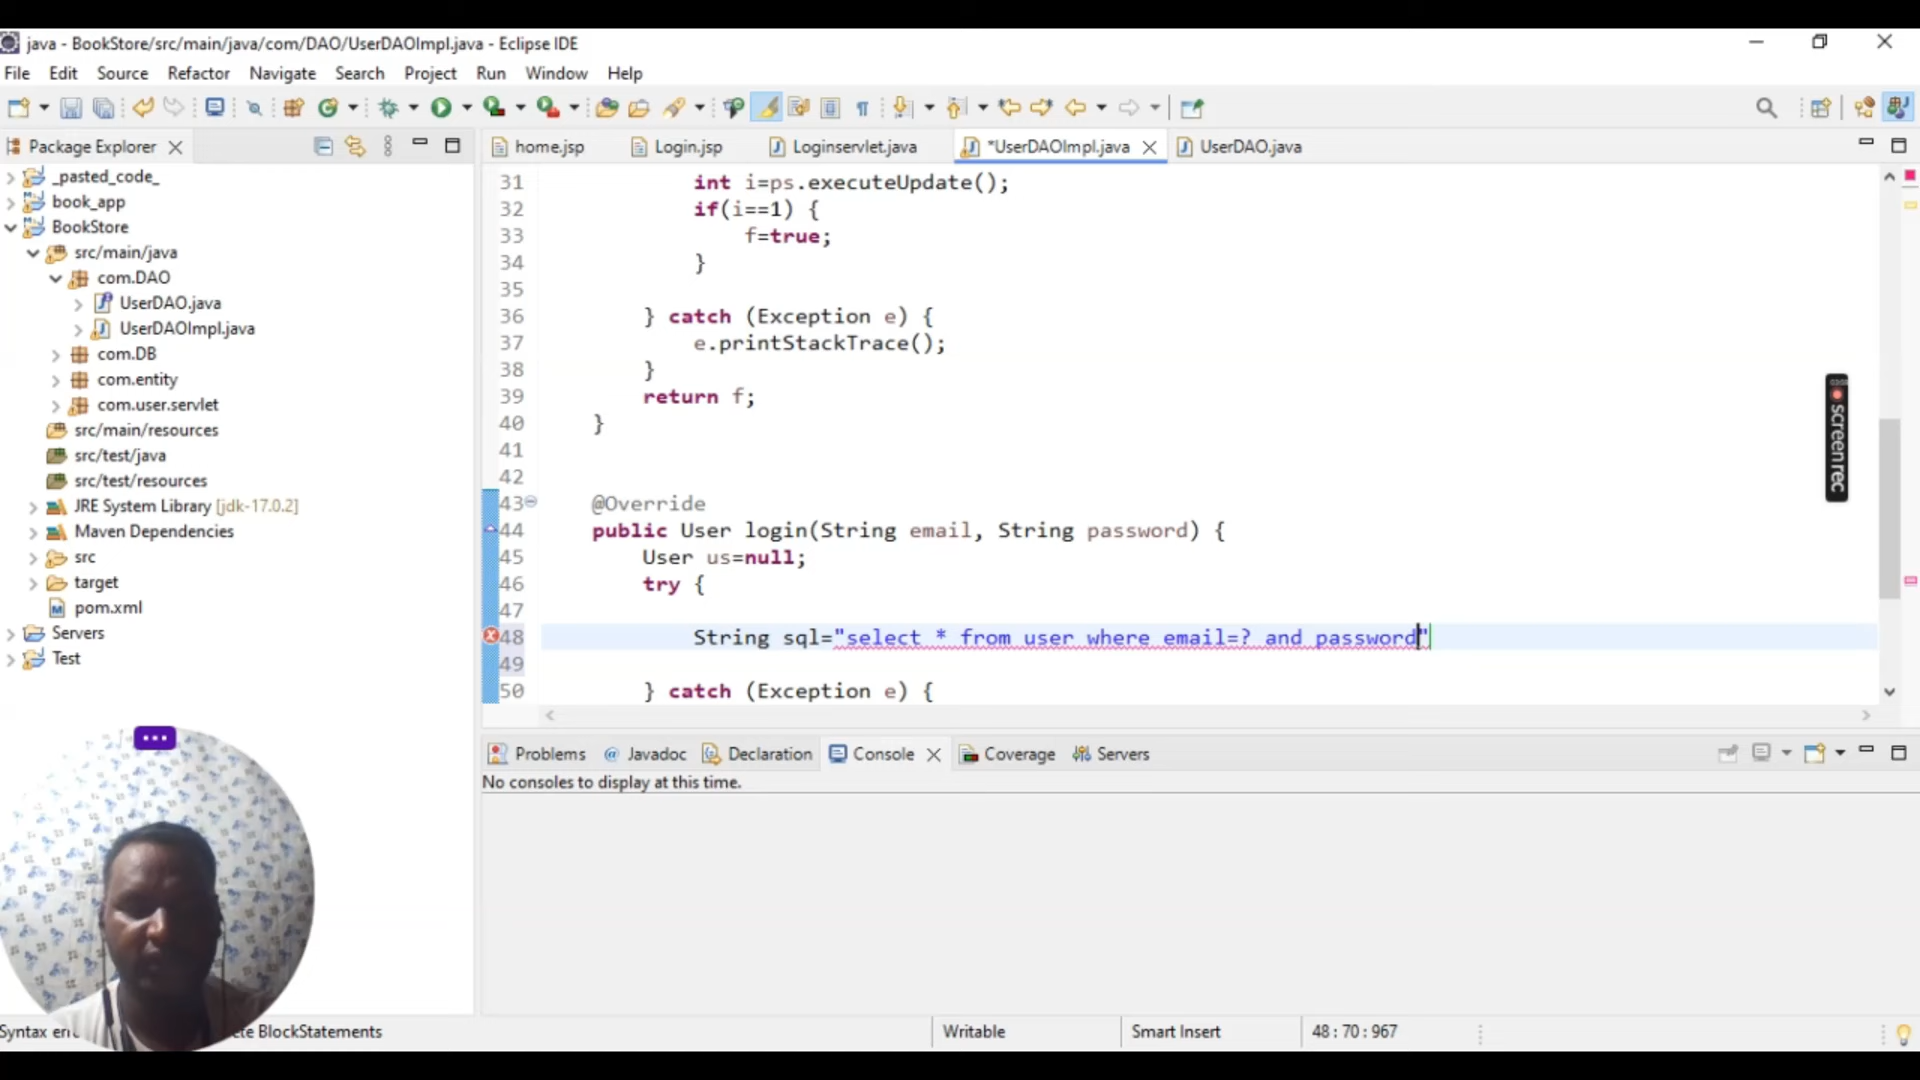 java - BookStore/src/main/java/com/DAO/UserDAOImpl.java - Eclipse IDE
File Edit Source Refactor Navigate Search Project Run Window Help
Package Explorer
home.jsp Login.jsp Loginservlet.java *UserDAOImpl.java UserDAO.java
_pasted_code_
book_app
BookStore
src/main/java
com.DAO
UserDAO.java
UserDAOImpl.java
com.DB
com.entity
com.user.servlet
src/main/resources
src/test/java
src/test/resources
JRE System Library [jdk-17.0.2]
Maven Dependencies
src
target
pom.xml
Servers
Test
31 int i=ps.executeUpdate();
32 if(i==1) {
33 f=true;
34 }
35
36 } catch (Exception e) {
37 e.printStackTrace();
38 }
39 return f;
40 }
41
42
43 @Override
44 public User login(String email, String password) {
45 User us=null;
46 try {
47
48 String sql="select * from user where email=? and password"
49
50 } catch (Exception e) {
screenrec
Problems Javadoc Declaration Console Coverage Servers
No consoles to display at this time.
Syntax BlockStatements
Writable Smart Insert 48 : 70 : 967